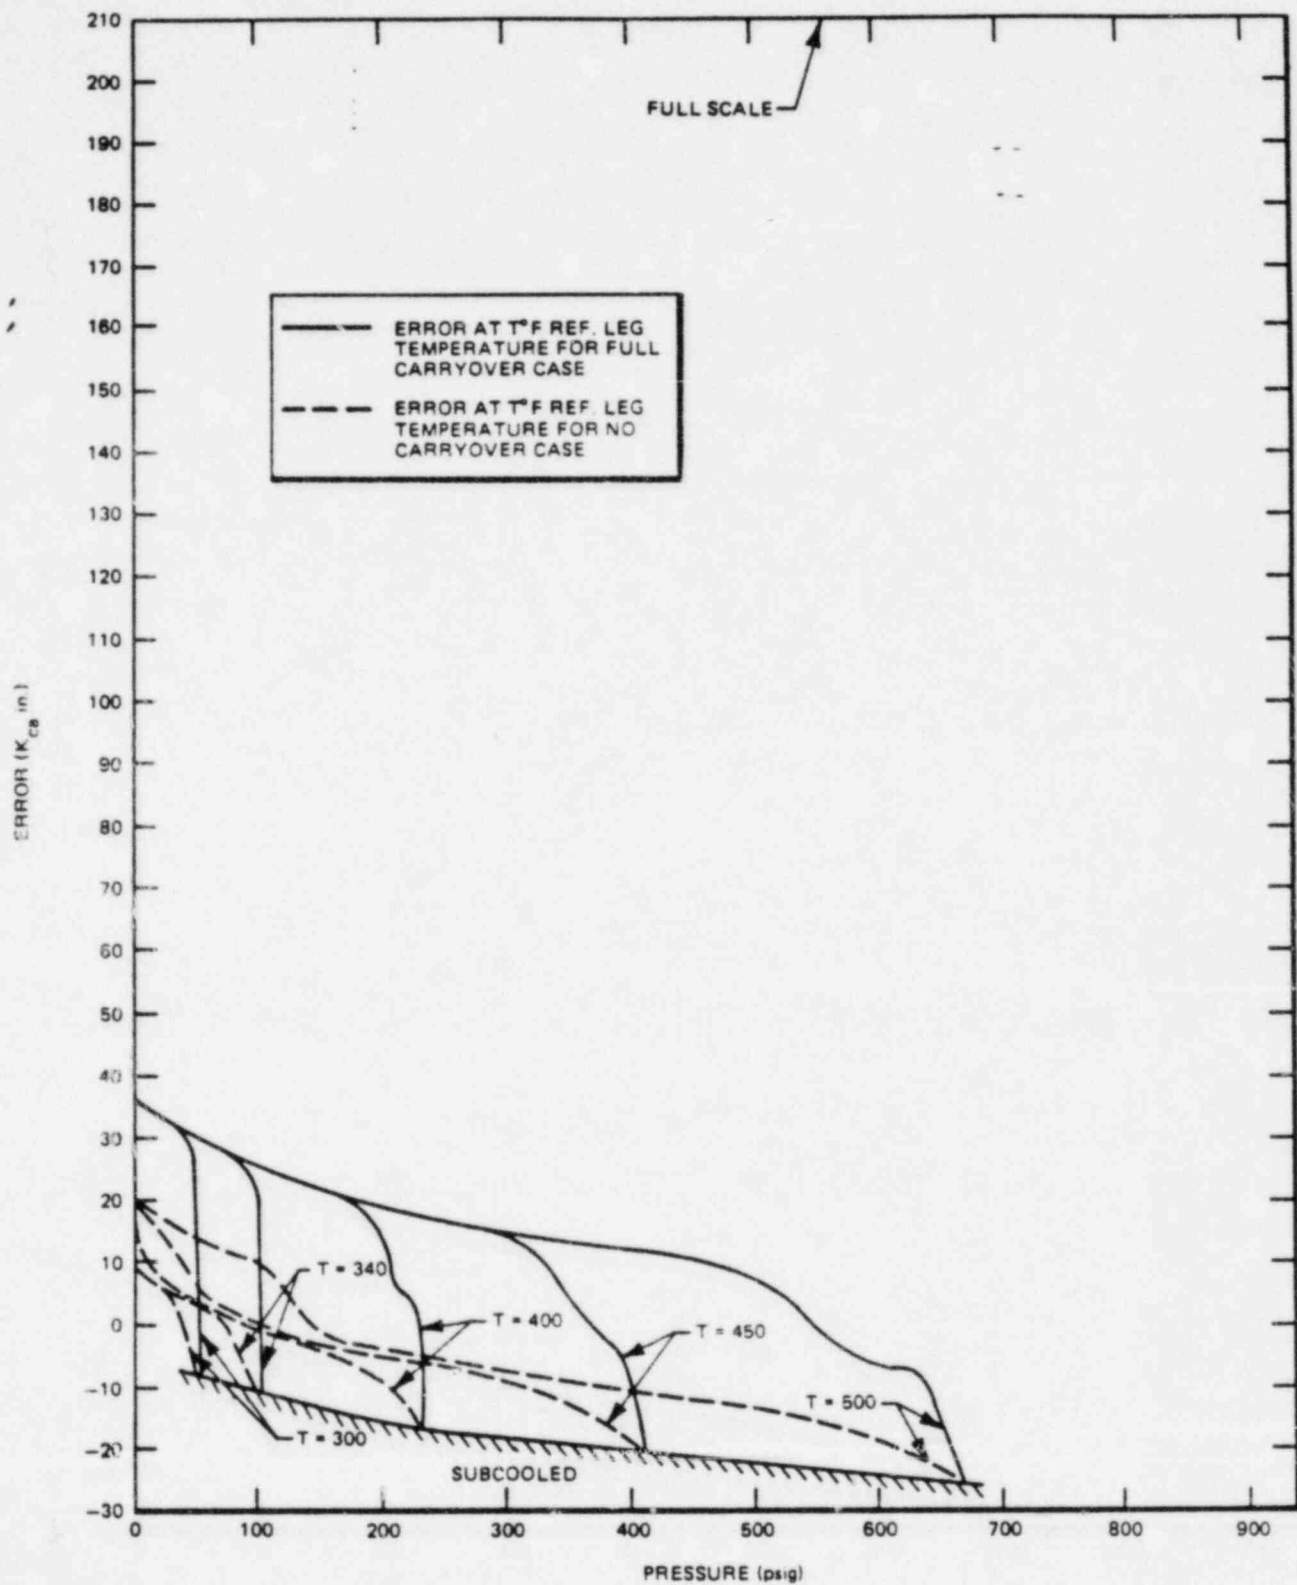 210
200
190
180
170
160
150
140
130
120
110
100
90
80
70
60
50
40
30
20
10
0
-10
-20
-30
ERROR (K_ca in.)
FULL SCALE
ERROR AT T°F REF. LEG
TEMPERATURE FOR FULL
CARRYOVER CASE
ERROR AT T°F REF. LEG
TEMPERATURE FOR NO
CARRYOVER CASE
T = 340
T = 400
T = 450
T = 500
T = 300
SUBCOOLED
0 100 200 300 400 500 600 700 800 900
PRESSURE (psig)